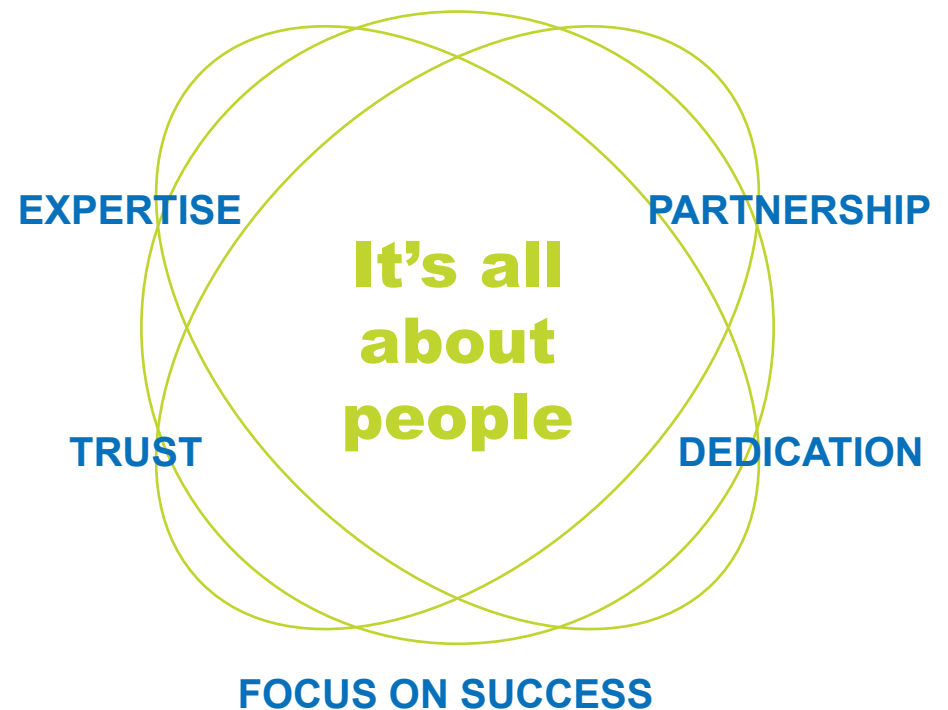 EXPERTISE
PARTNERSHIP
It’s all
about
people
TRUST
DEDICATION
FOCUS ON SUCCESS